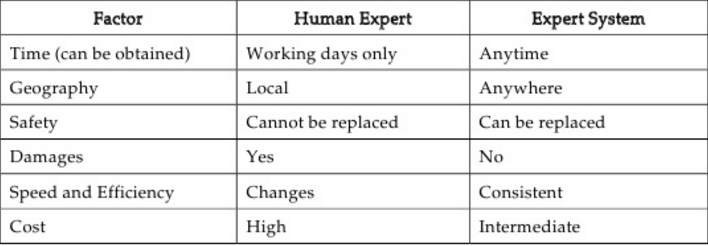 Factor Human Expert Expert System
Time (can be obtained) Working days only Anytime
Geography Local Anywhere
Safety Cannot be replaced Can be replaced
Damages Yes No
Speed and Efficiency Changes Consistent
Cost High Intermediate